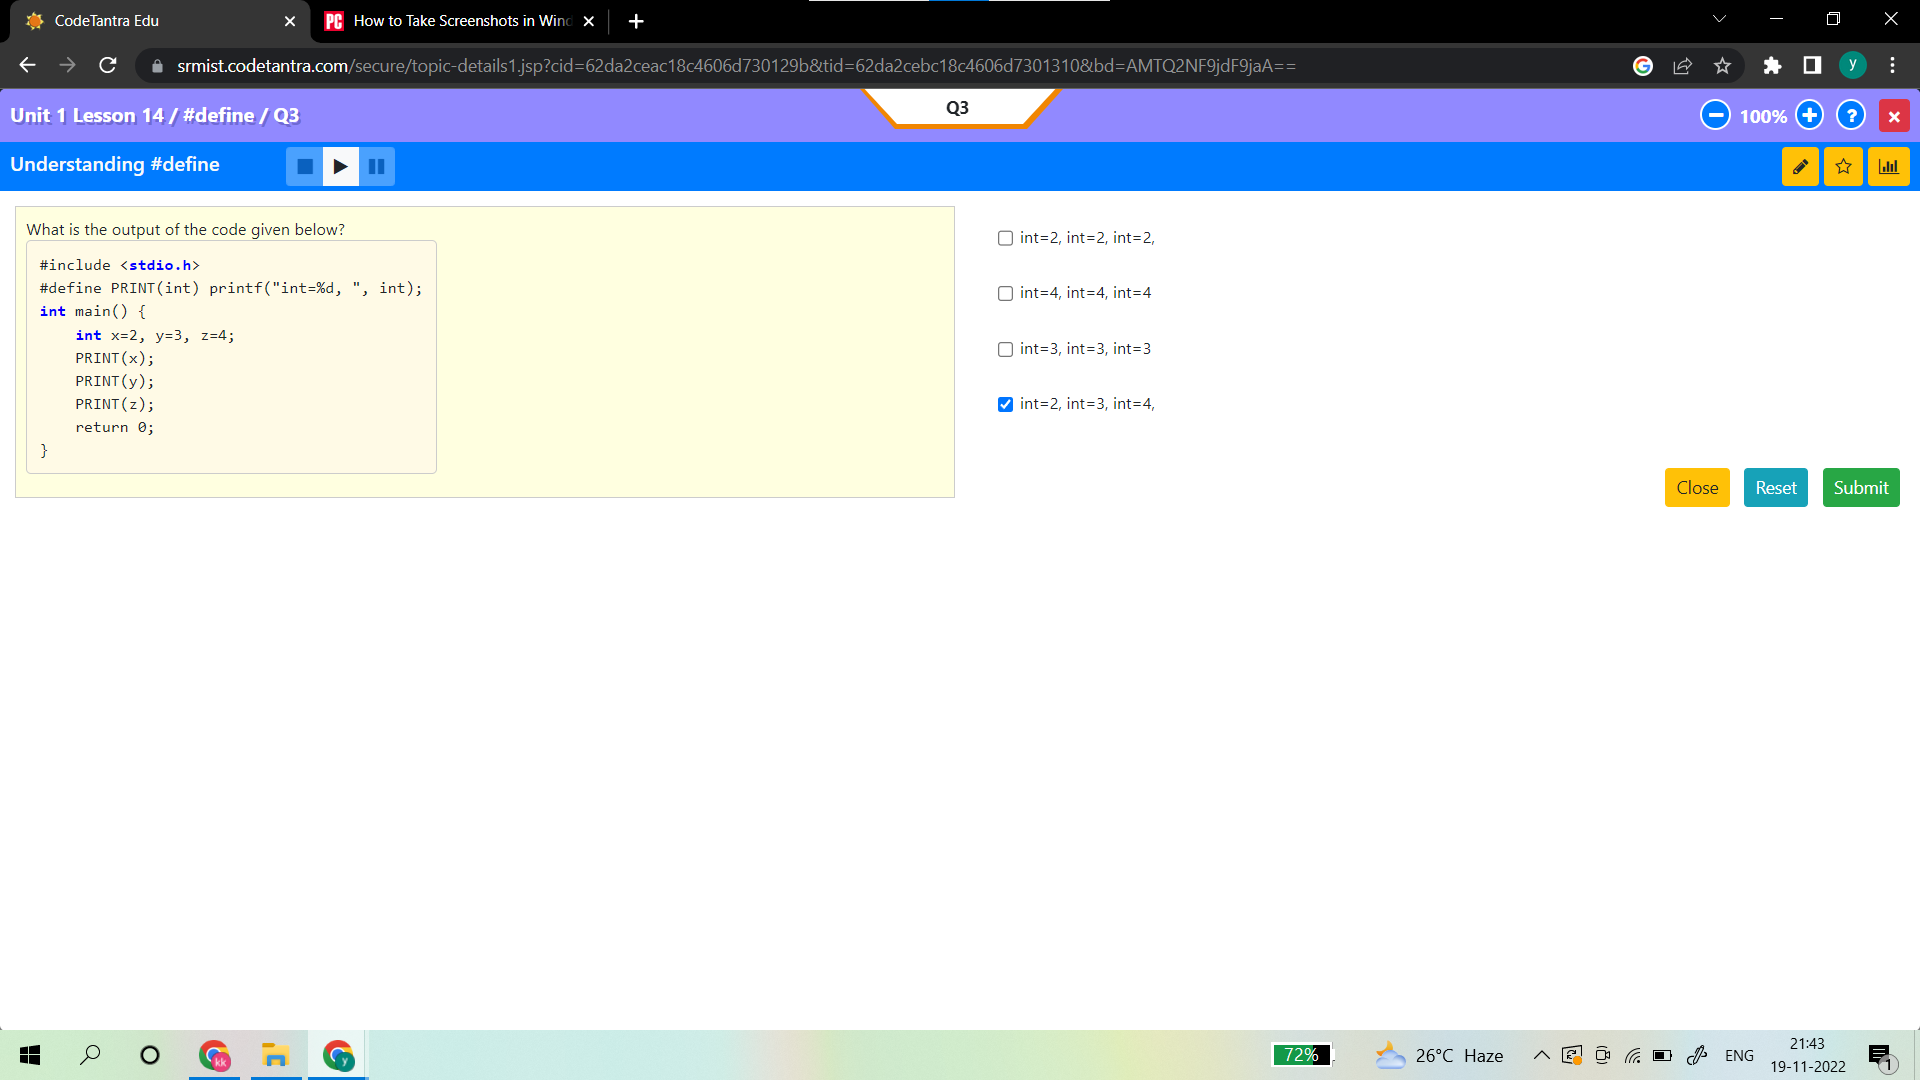 CodeTantra Edu
PC How to Take Screenshots in Wind
srmist.codetantra.com/secure/topic-details1.jsp?cid=62da2ceac18c4606d730129b&tid=62da2cebc18c4606d7301310&bd=AMTQ2NF9jdF9jaA==
y
Unit 1 Lesson 14 / #define / Q3
Q3
100%
?
Understanding #define
What is the output of the code given below?
#include <stdio.h>
#define PRINT(int) printf("int=%d, ", int);
int main() {
    int x=2, y=3, z=4;
    PRINT(x);
    PRINT(y);
    PRINT(z);
    return 0;
}
int=2, int=2, int=2,
int=4, int=4, int=4
int=3, int=3, int=3
int=2, int=3, int=4,
Close
Reset
Submit
kk
y
72%
26°C Haze
ENG
21:43
19-11-2022
1